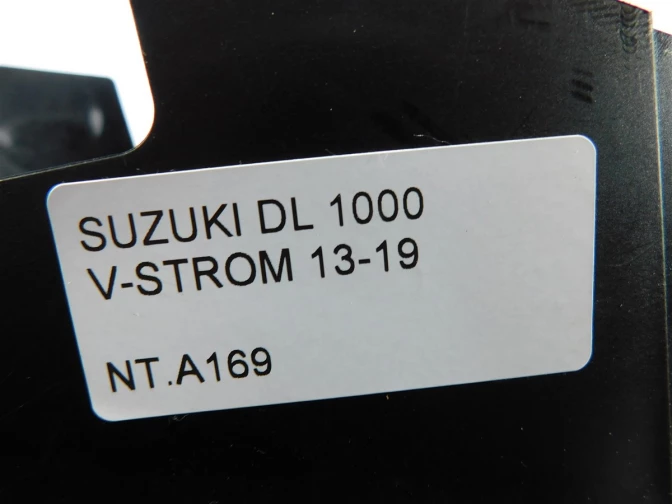 SUZUKI DL 1000
V-STROM 13-19
NT.A169